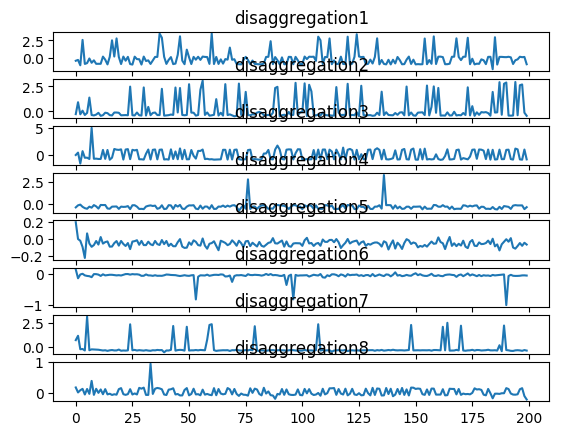 disaggregation1
2.5
0.0
disaggregation2
2.5
0.0
disaggregation3
5
0
disaggregation4
2.5
0.0
disaggregation5
0.2
0.0
−0.2
disaggregation6
0
−1
disaggregation7
2.5
0.0
disaggregation8
1
0
0 25 50 75 100 125 150 175 200